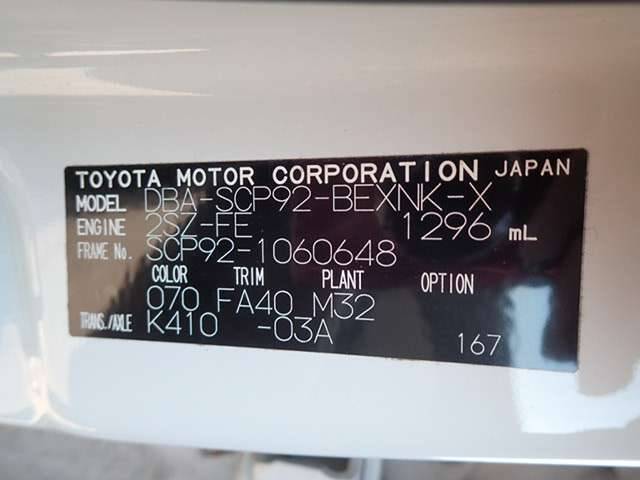 TOYOTA MOTOR CORPORATION JAPAN
MODEL DBA-SCP92-BEXNK-X
ENGINE 2SZ-FE 1296 mL
FRAME No. SCP92-1060648
COLOR TRIM PLANT OPTION
070 FA40 M32
TRANS./AXLE K410 -03A
167